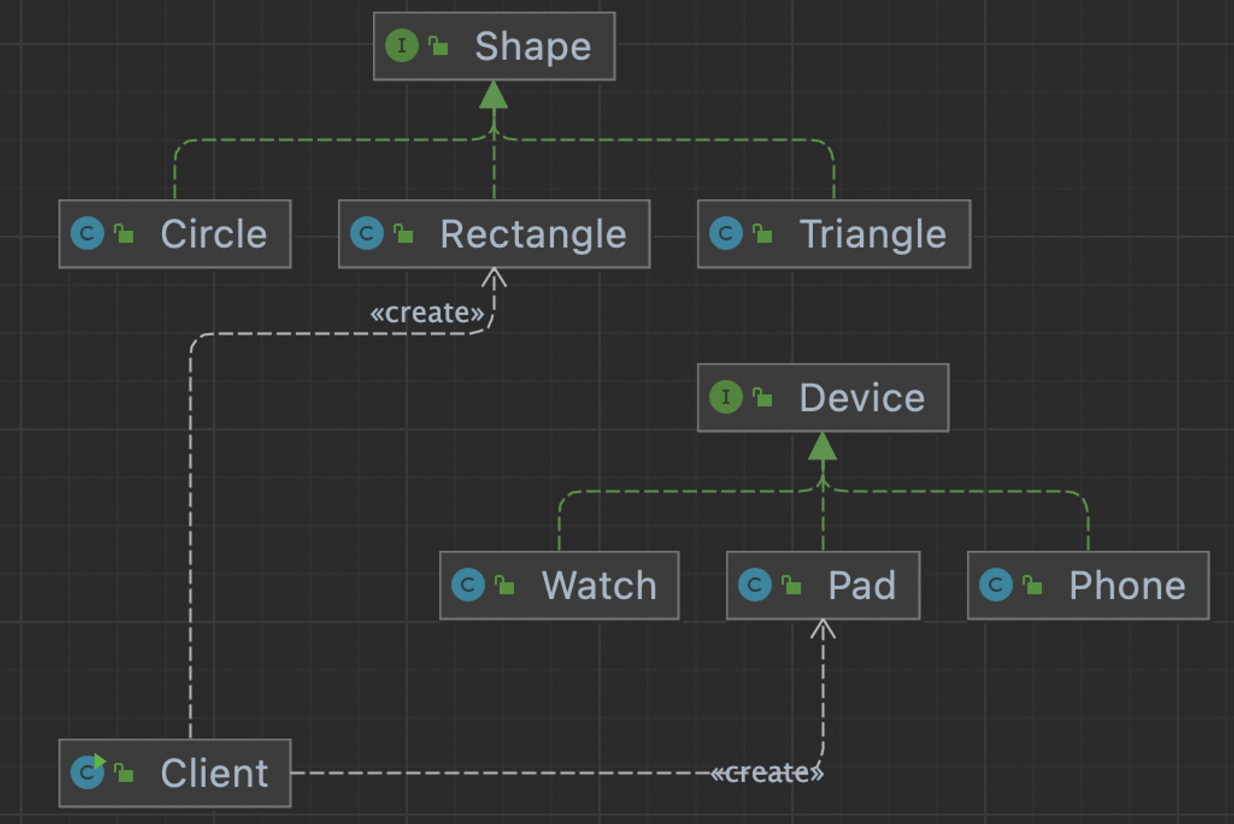 I Shape
C Circle
C Rectangle
C Triangle
«create»
I Device
C Watch
C Pad
C Phone
C Client
«create»